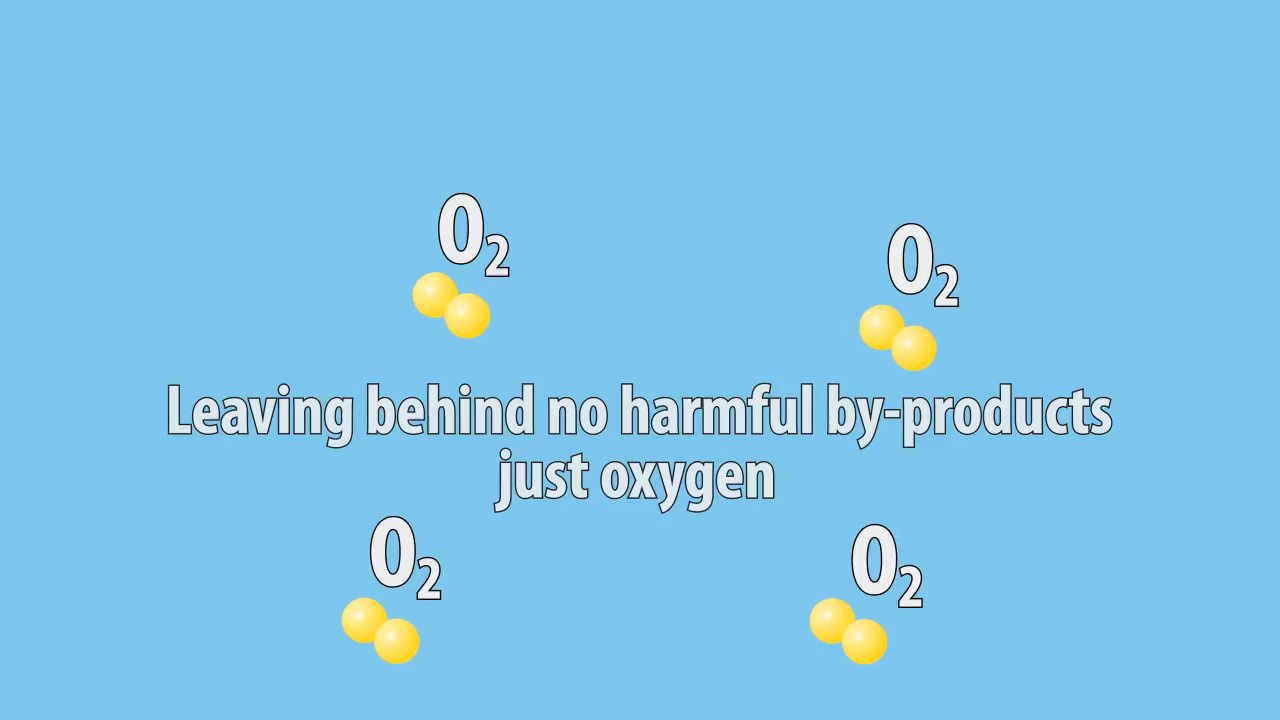 O₂
O₂
Leaving behind no harmful by-products
just oxygen
O₂
O₂